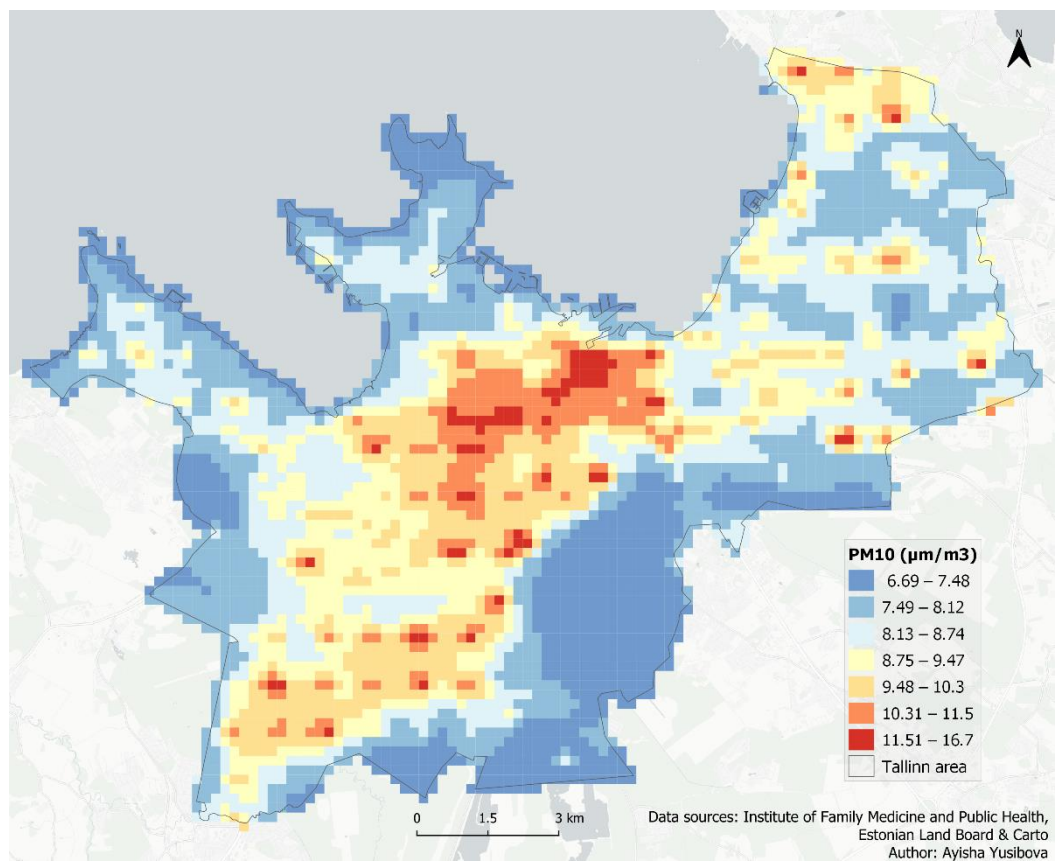 N
PM10 (µm/m3)
6.69 – 7.48
7.49 – 8.12
8.13 – 8.74
8.75 – 9.47
9.48 – 10.3
10.31 – 11.5
11.51 – 16.7
Tallinn area
0 1.5 3 km
Data sources: Institute of Family Medicine and Public Health,
Estonian Land Board & Carto
Author: Ayisha Yusibova